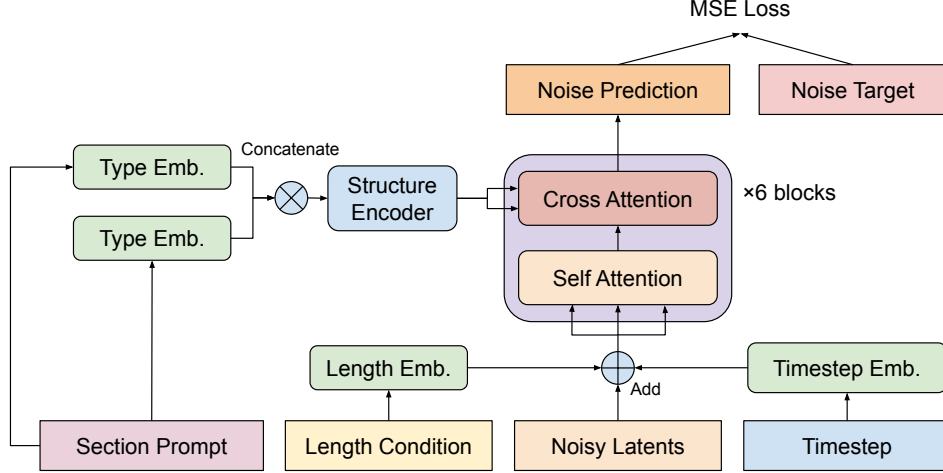 MSE Loss
Noise Prediction
Noise Target
Concatenate
Type Emb.
Structure
Encoder
Cross Attention
×6 blocks
Type Emb.
Self Attention
Length Emb.
Add
Timestep Emb.
Section Prompt
Length Condition
Noisy Latents
Timestep